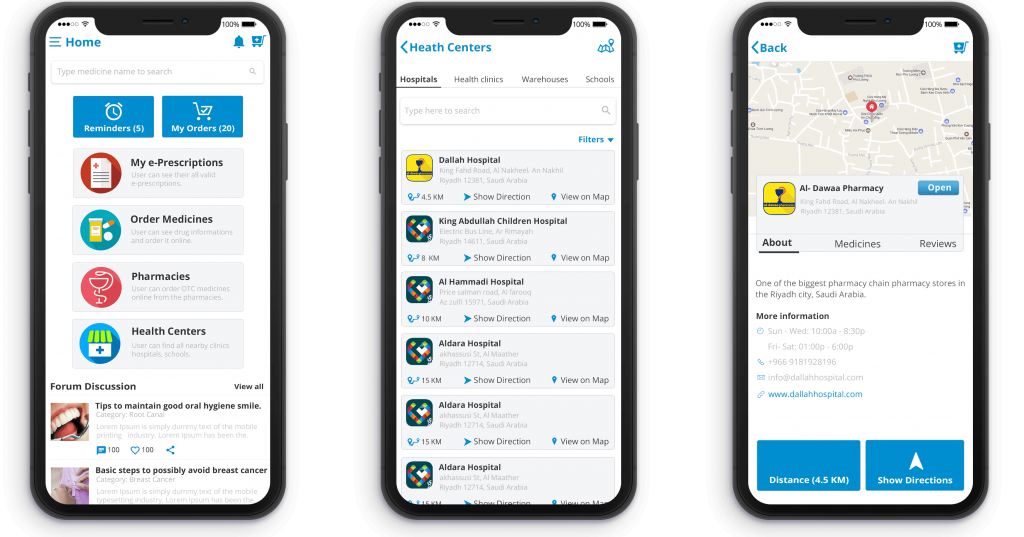 100%
Home
Type medicine name to search
Reminders (5)
My Orders (20)
My e-Prescriptions
User can see their all valid
e-prescriptions.
Order Medicines
User can see drug informations
and order it online.
Pharmacies
User can order OTC medicines
online from the pharmacies.
Health Centers
User can find all nearby clinics
hospitals, schools.
Forum Discussion
View all
Tips to maintain good oral hygiene smile.
Category: Root Canal
Lorem Ipsum is simply dummy text of the mobile
printing industry. Lorem Ipsum has been the.
100
100
Basic steps to possibly avoid breast cancer
Category: Breast Cancer
Lorem Ipsum is simply dummy text of the mobile
typesetting industry. Lorem Ipsum has been
100%
Heath Centers
Hospitals
Health clinics
Warehouses
Schools
Type here to search
Filters
Dallah Hospital
King Fahd Road, Al Nakheel, An Nakhil
Riyadh 12381, Saudi Arabia
4.5 KM
Show Direction
View on Map
King Abdullah Children Hospital
Electric Bus Line, Ar Rimayah
Riyadh 14611, Saudi Arabia
8 KM
Show Direction
View on Map
Al Hammadi Hospital
Price salman road, Al farooq
Az zulfi 15971, Saudi Arabia
10 KM
Show Direction
View on Map
Aldara Hospital
akhassusi St, Al Maather
Riyadh 12714, Saudi Arabia
15 KM
Show Direction
View on Map
Aldara Hospital
akhassusi St, Al Maather
Riyadh 12714, Saudi Arabia
15 KM
Show Direction
View on Map
Aldara Hospital
akhassusi St, Al Maather
Riyadh 12714, Saudi Arabia
15 KM
Show Direction
View on Map
100%
Back
Al- Dawaa Pharmacy
Open
King Fahd Road, Al Nakheel, An Nakhil
Riyadh 12381, Saudi Arabia
About
Medicines
Reviews
One of the biggest pharmacy chain pharmacy stores in
the Riyadh city, Saudi Arabia.
More information
Sun - Wed: 10:00a - 8:30p
Fri- Sat: 01:00p - 6:00p
+966 9181928196
info@dallahhospital.com
www.dallahhospital.com
Distance (4.5 KM)
Show Directions